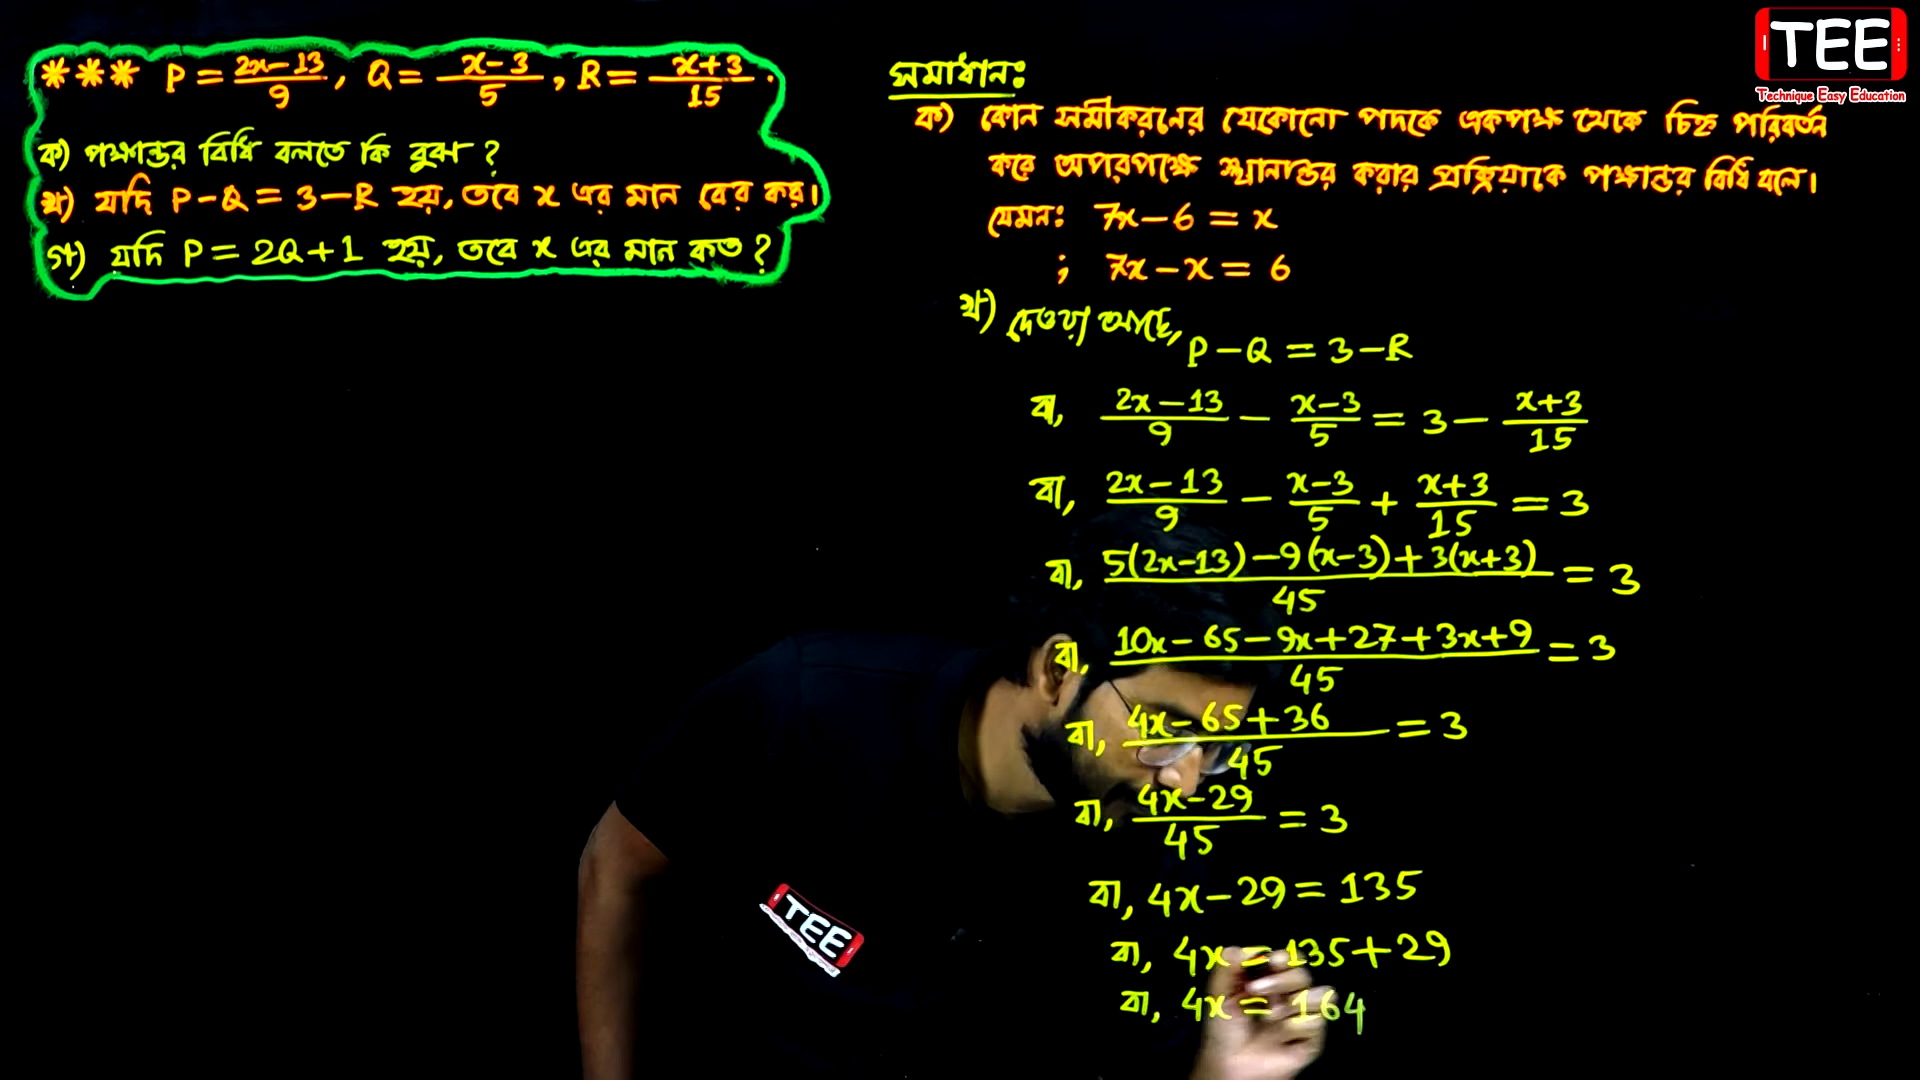 *** P = (2x-13)/9, Q = (x-3)/5, R = (x+3)/15.
ক) পক্ষান্তর বিধি বলতে কি বুঝ ?
খ) যদি P-Q = 3-R হয়, তবে x এর মান বের কর।
গ) যদি P = 2Q+1 হয়, তবে x এর মান কত ?
TEE
Technique Easy Education
সমাধানঃ
ক) কোন সমীকরণের যেকোনো পদকে একপক্ষ থেকে চিহ্ন পরিবর্তন
করে অপরপক্ষে স্থানান্তর করার প্রক্রিয়াকে পক্ষান্তর বিধি বলে।
যেমনঃ 7x-6 = x
; 7x-x = 6
খ) দেওয়া আছে,
P-Q = 3-R
বা, (2x-13)/9 - (x-3)/5 = 3 - (x+3)/15
বা, (2x-13)/9 - (x-3)/5 + (x+3)/15 = 3
বা, (5(2x-13)-9(x-3)+3(x+3))/45 = 3
বা, (10x-65-9x+27+3x+9)/45 = 3
বা, (4x-65+36)/45 = 3
বা, (4x-29)/45 = 3
বা, 4x-29 = 135
বা, 4x = 135+29
বা, 4x = 164
TEE